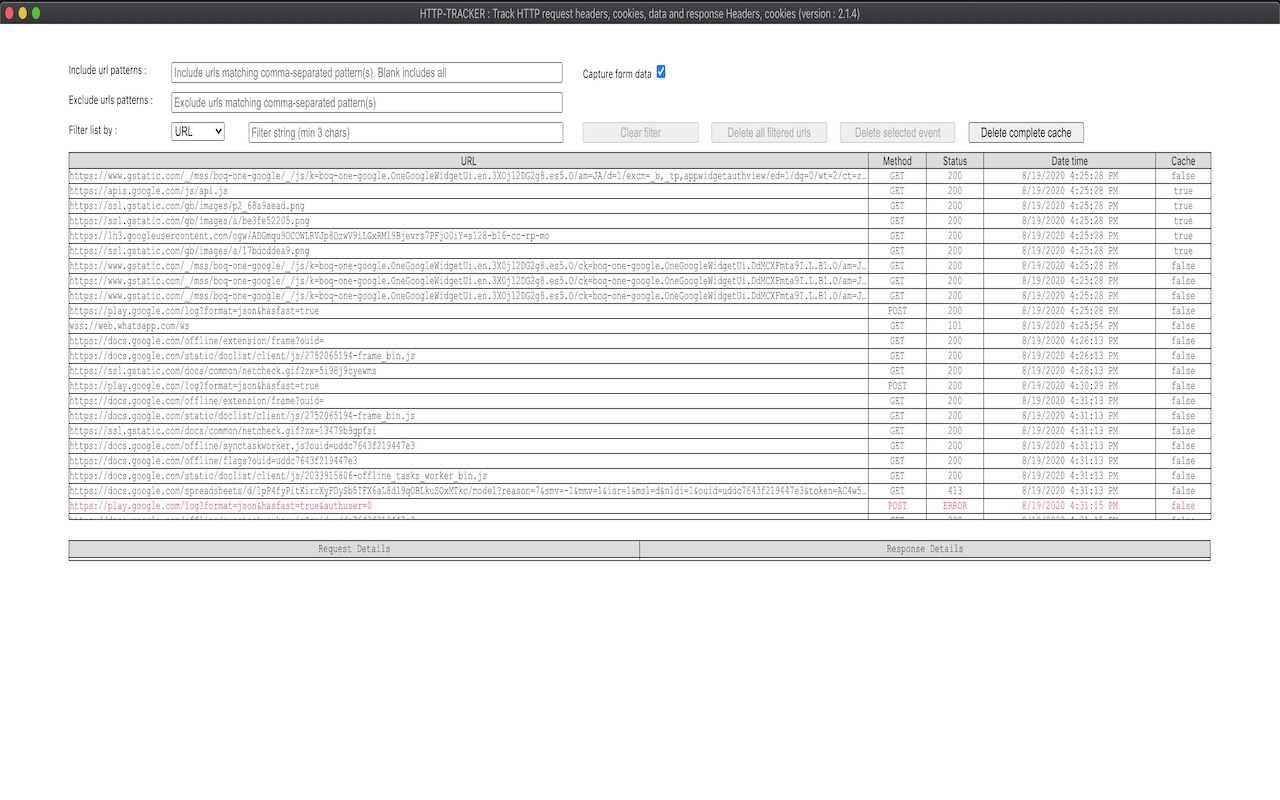 HTTP-TRACKER : Track HTTP request headers, cookies, data and response Headers, cookies (version : 2.1.4)
Include url patterns : Include urls matching comma-separated pattern(s). Blank includes all Capture form data
Exclude urls patterns : Exclude urls matching comma-separated pattern(s)
Filter list by : URL Filter string (min 3 chars) Clear filter Delete all filtered urls Delete selected event Delete complete cache
URL Method Status Date time Cache
https://www.gstatic.com/_/mss/boq-one-google/_/js/k=boq-one-google.OneGoogleWidgetUi.en.3X0jl2DG2g8.es5.O/am=JA/d=1/excm=_b,_tp,appwidgetauthview/ed=1/dg=0/wt=2/ct=z… GET 200 8/19/2020 4:25:28 PM false
https://apis.google.com/js/api.js GET 200 8/19/2020 4:25:28 PM true
https://ssl.gstatic.com/gb/images/p2_68a9aead.png GET 200 8/19/2020 4:25:28 PM true
https://ssl.gstatic.com/gb/images/a/be3fe52205.png GET 200 8/19/2020 4:25:28 PM true
https://lh3.googleusercontent.com/ogw/ADGmqu9OCOWLRVJp8OzwV9iLGxRMl9Bjevrs7PFjO0iY=s128-b16-cc-rp-mo GET 200 8/19/2020 4:25:28 PM true
https://ssl.gstatic.com/gb/images/a/17bdcddea9.png GET 200 8/19/2020 4:25:28 PM true
https://www.gstatic.com/_/mss/boq-one-google/_/js/k=boq-one-google.OneGoogleWidgetUi.en.3X0jl2DG2g8.es5.O/ck=boq-one-google.OneGoogleWidgetUi.DdMCXFmta9I.L.B1.O/am=J… GET 200 8/19/2020 4:25:28 PM false
https://www.gstatic.com/_/mss/boq-one-google/_/js/k=boq-one-google.OneGoogleWidgetUi.en.3X0jl2DG2g8.es5.O/ck=boq-one-google.OneGoogleWidgetUi.DdMCXFmta9I.L.B1.O/am=J… GET 200 8/19/2020 4:25:28 PM false
https://www.gstatic.com/_/mss/boq-one-google/_/js/k=boq-one-google.OneGoogleWidgetUi.en.3X0jl2DG2g8.es5.O/ck=boq-one-google.OneGoogleWidgetUi.DdMCXFmta9I.L.B1.O/am=J… GET 200 8/19/2020 4:25:28 PM false
https://play.google.com/log?format=json&hasfast=true POST 200 8/19/2020 4:25:28 PM false
wss://web.whatsapp.com/ws GET 101 8/19/2020 4:25:54 PM false
https://docs.google.com/offline/extension/frame?ouid= GET 200 8/19/2020 4:26:13 PM false
https://docs.google.com/static/doclist/client/js/2752065194-frame_bin.js GET 200 8/19/2020 4:26:13 PM false
https://ssl.gstatic.com/docs/common/netcheck.gif?zx=5i98j9cyewms GET 200 8/19/2020 4:26:13 PM false
https://play.google.com/log?format=json&hasfast=true POST 200 8/19/2020 4:30:29 PM false
https://docs.google.com/offline/extension/frame?ouid= GET 200 8/19/2020 4:31:13 PM false
https://docs.google.com/static/doclist/client/js/2752065194-frame_bin.js GET 200 8/19/2020 4:31:13 PM false
https://ssl.gstatic.com/docs/common/netcheck.gif?zx=13479b9gpfsi GET 200 8/19/2020 4:31:13 PM false
https://docs.google.com/offline/synctaskworker.js?ouid=uddc7643f219447e3 GET 200 8/19/2020 4:31:13 PM false
https://docs.google.com/offline/flags?ouid=uddc7643f219447e3 GET 200 8/19/2020 4:31:13 PM false
https://docs.google.com/static/doclist/client/js/2033915806-offline_tasks_worker_bin.js GET 200 8/19/2020 4:31:13 PM false
https://docs.google.com/spreadsheets/d/1pP4fyPitKirrXyFDySb5IFX6aL8d19qOBLkuSOxMTkc/model?reason=7&smv=-1&mmv=1&isr=1&msl=d&nldi=1&ouid=uddc7643f219447e3&token=AC4w5… GET 413 8/19/2020 4:31:13 PM false
https://play.google.com/log?format=json&hasfast=true&authuser=0 POST ERROR 8/19/2020 4:31:15 PM false
Request Details Response Details